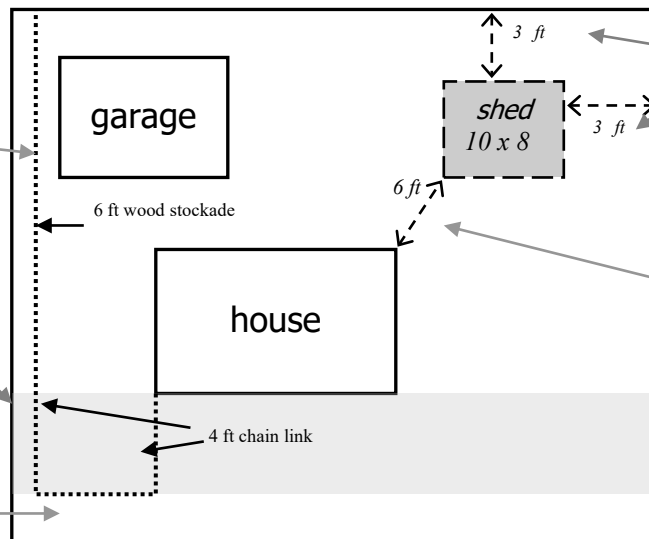 3 ft
garage
shed
10 x 8
3 ft
6 ft
6 ft wood stockade
house
4 ft chain link